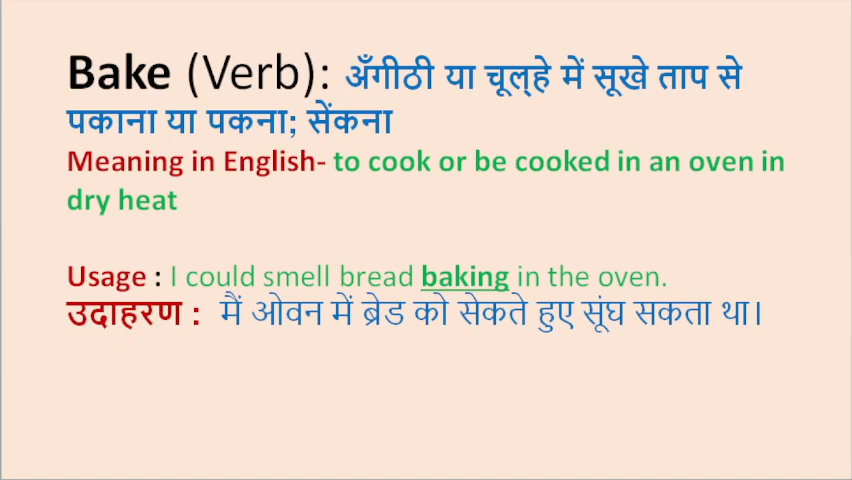 Bake (Verb): अँगीठी या चूल्हे में सूखे ताप से
पकाना या पकना; सेंकना
Meaning in English- to cook or be cooked in an oven in
dry heat
Usage : I could smell bread baking in the oven.
उदाहरण : मैं ओवन में ब्रेड को सेकते हुए सूंघ सकता था।